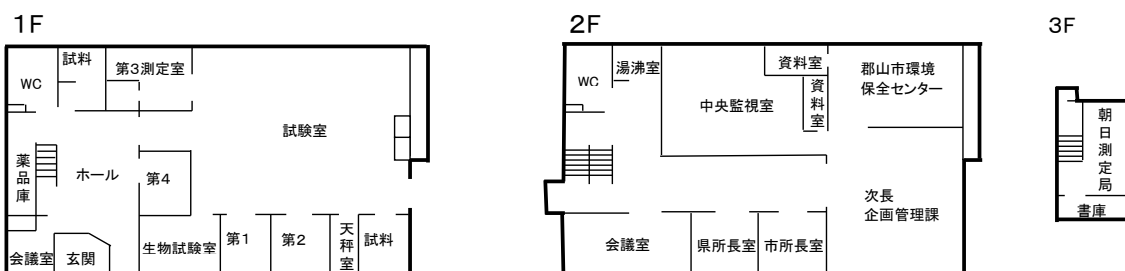 1F
試料
第3測定室
WC
試験室
薬品庫
ホール
第4
第1
第2
天秤室
試料
生物試験室
会議室
玄関
2F
湯沸室
資料室
郡山市環境
保全センター
WC
中央監視室
資料室
次長
企画管理課
会議室
県所長室
市所長室
3F
朝日測定局
書庫